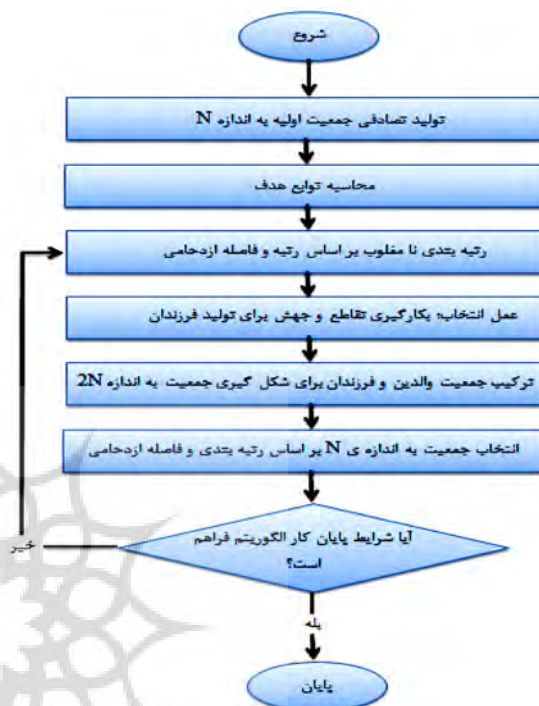 شروع
تولید تصادفی جمعیت اولیه به اندازه N
محاسبه توابع هدف
رتبه بندی نا مغلوب بر اساس رتبه و فاصله ازدحامی
عمل انتخاب، بکارگیری تقاطع و جهش برای تولید فرزندان
ترکیب جمعیت والدین و فرزندان برای شکل گیری جمعیت به اندازه 2N
انتخاب جمعیت به اندازه ی N بر اساس رتبه بندی و فاصله ازدحامی
آیا شرایط پایان کار الگوریتم فراهم
است؟
خیر
بله
پایان